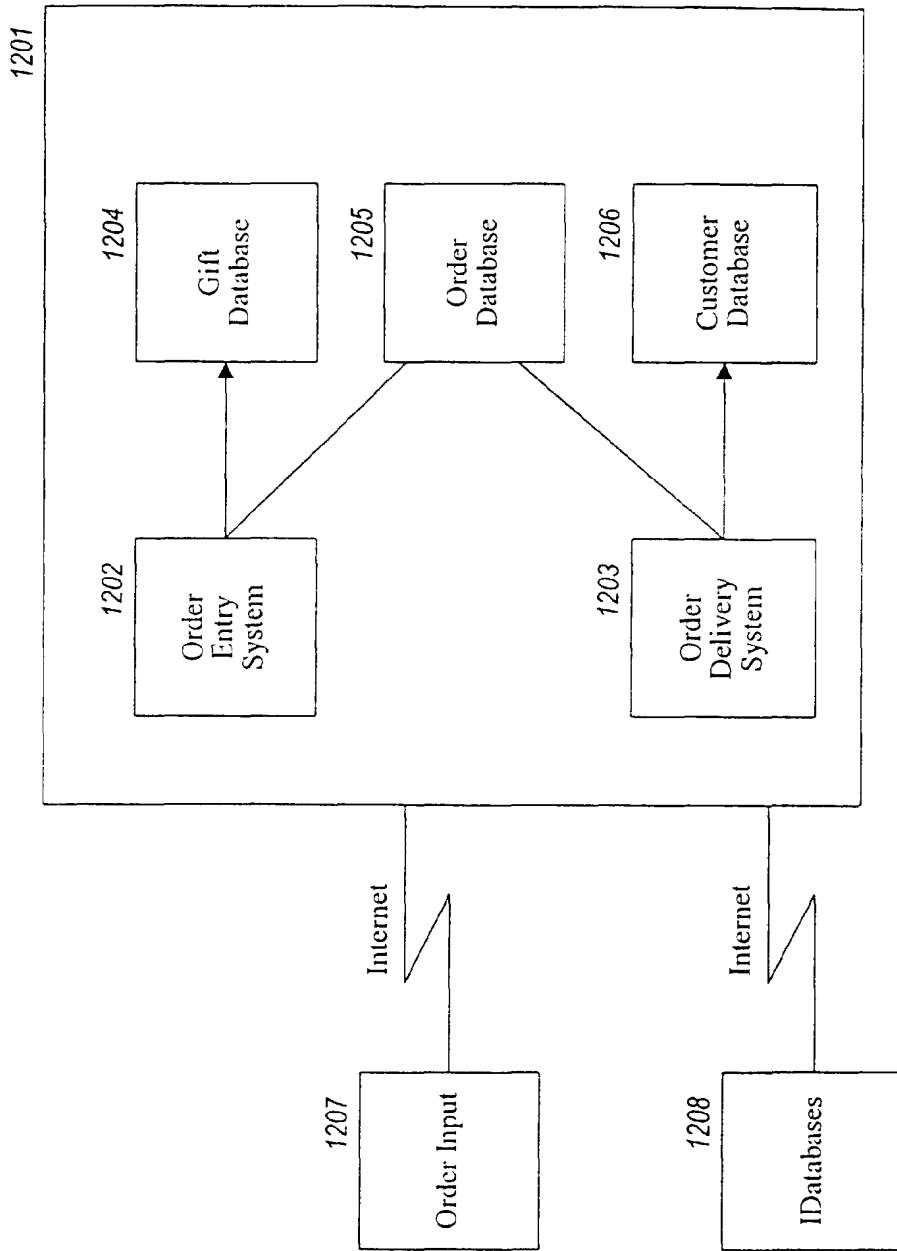 1201
1202
Order
Entry
System
1204
Gift
Database
1205
Order
Database
1203
Order
Delivery
System
1206
Customer
Database
1207
Order Input
Internet
1208
IDatabases
Internet